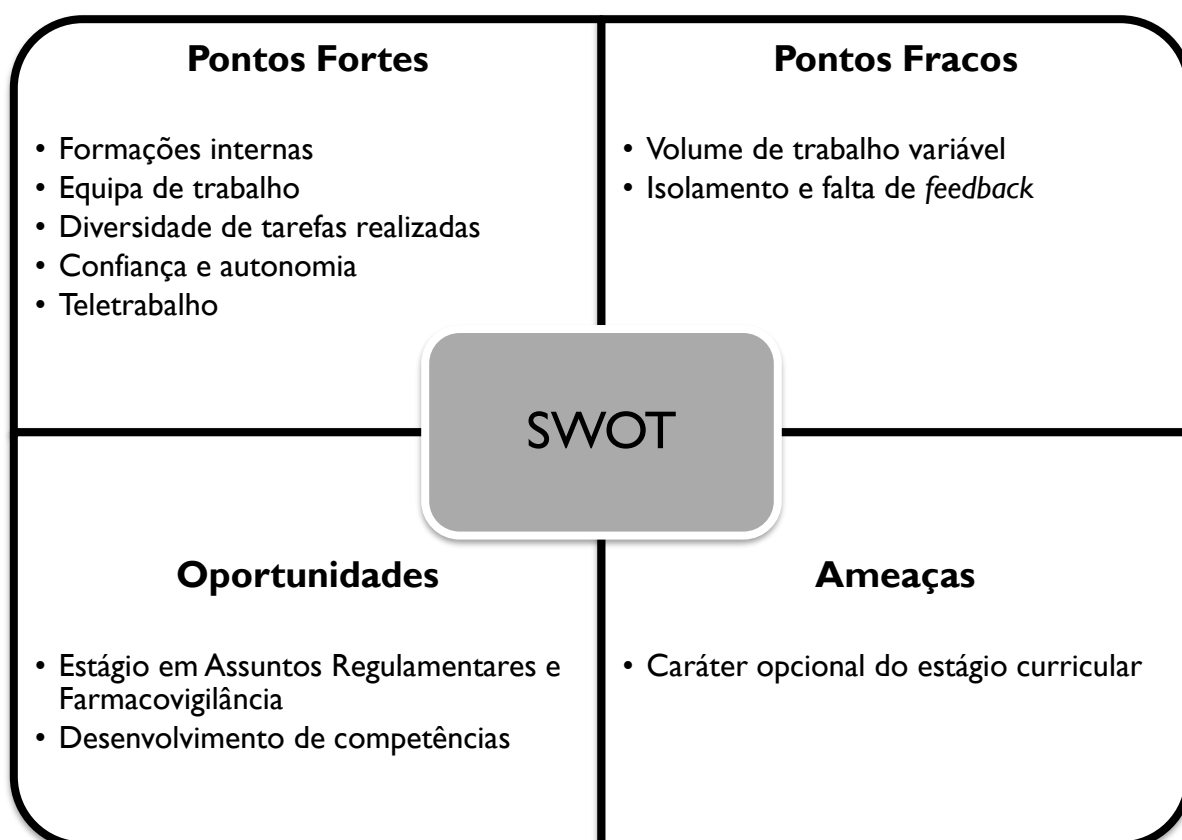 Pontos Fortes
• Formações internas
• Equipa de trabalho
• Diversidade de tarefas realizadas
• Confiança e autonomia
• Teletrabalho
Pontos Fracos
• Volume de trabalho variável
• Isolamento e falta de feedback
SWOT
Oportunidades
• Estágio em Assuntos Regulamentares e
Farmacovigilância
• Desenvolvimento de competências
Ameaças
• Caráter opcional do estágio curricular